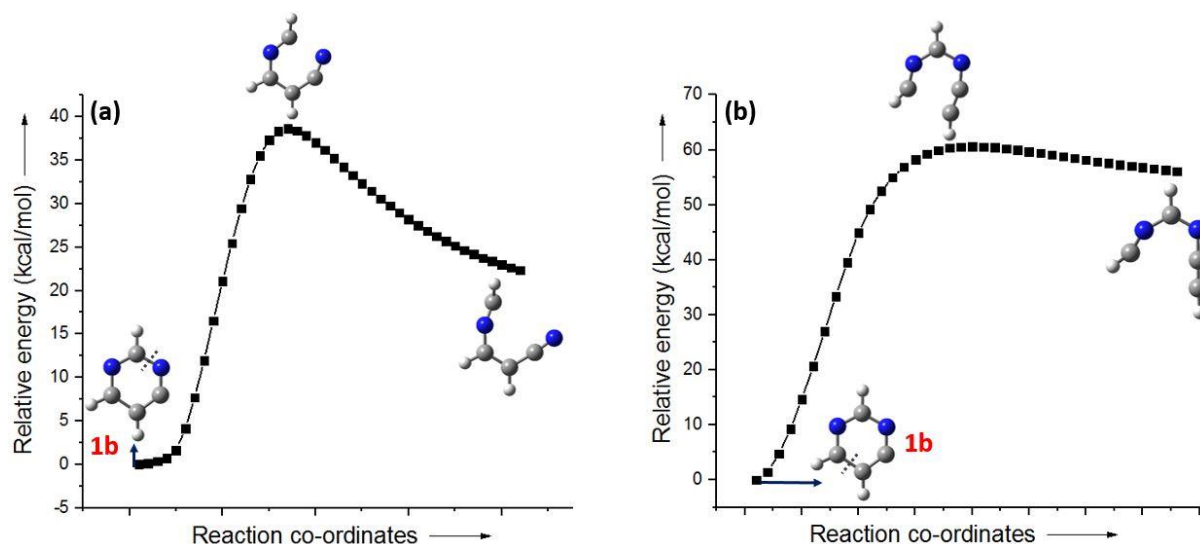 (a)
Relative energy (kcal/mol)
40
35
30
25
20
15
10
5
0
-5
1b
Reaction co-ordinates
(b)
Relative energy (kcal/mol)
70
60
50
40
30
20
10
0
1b
Reaction co-ordinates